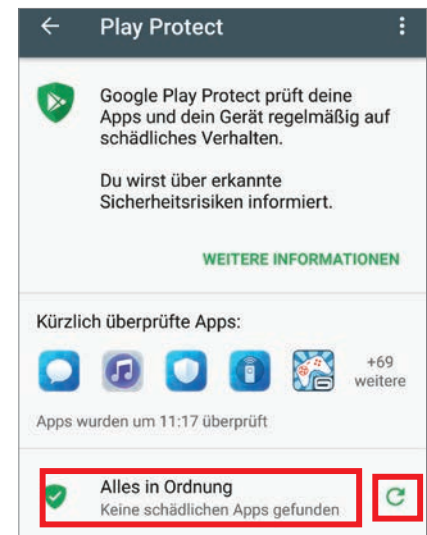 Play Protect
Google Play Protect prüft deine
Apps und dein Gerät regelmäßig auf
schädliches Verhalten.
Du wirst über erkannte
Sicherheitsrisiken informiert.
WEITERE INFORMATIONEN
Kürzlich überprüfte Apps:
+69
weitere
Apps wurden um 11:17 überprüft
Alles in Ordnung
Keine schädlichen Apps gefunden